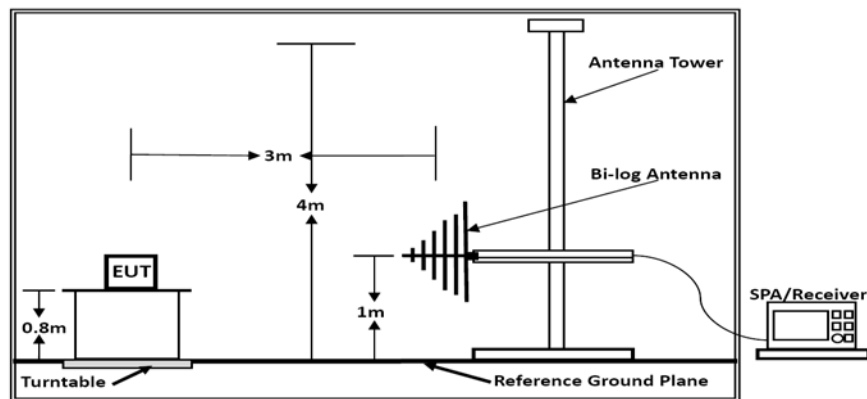 Antenna Tower
3m
Bi-log Antenna
4m
EUT
SPA/Receiver
0.8m
1m
Turntable
Reference Ground Plane